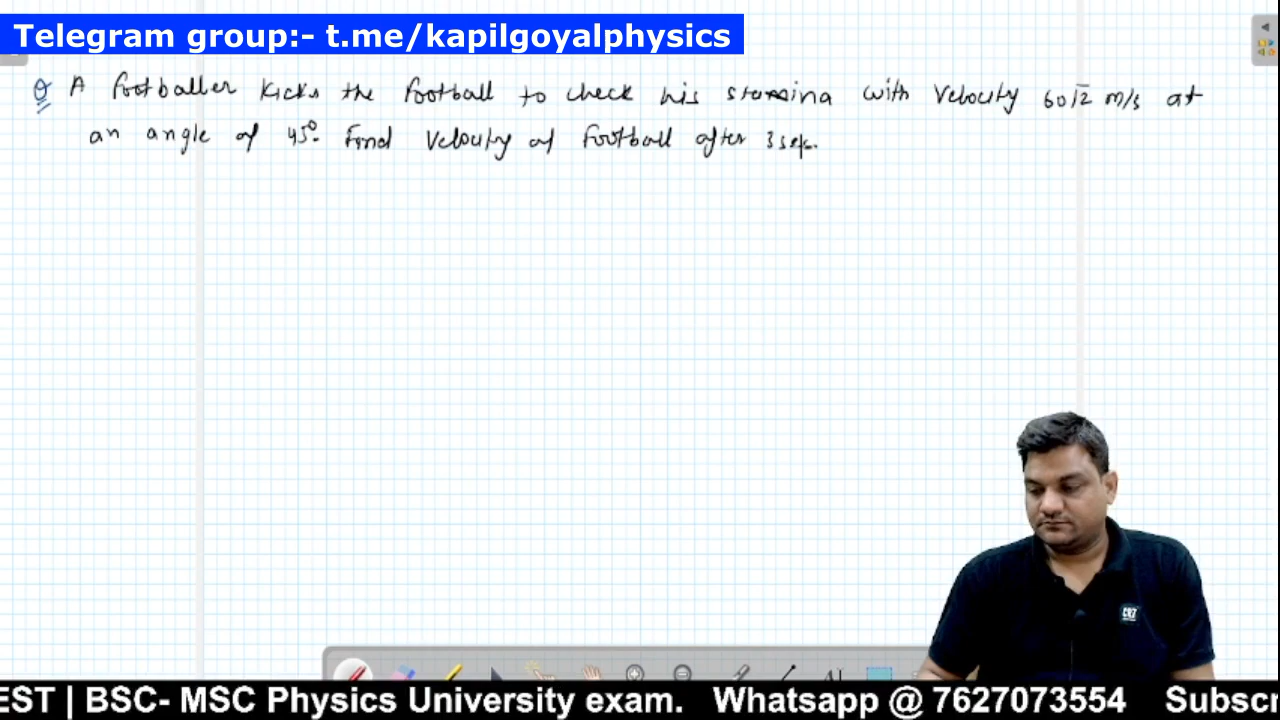 Telegram group:- t.me/kapilgoyalphysics
Q A footballer kicks the football to check his stamina with velocity 60√2 m/s at
an angle of 45°. Find velocity of football after 3 sec.
EST | BSC- MSC Physics University exam. Whatsapp @ 7627073554 Subscr